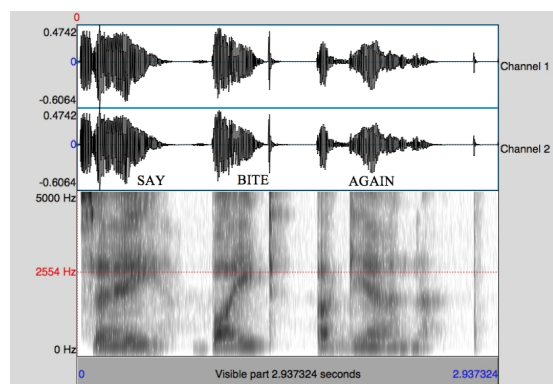 0
0.4742
0
-0.6064
Channel 1
0.4742
0
-0.6064
Channel 2
SAY BITE AGAIN
5000 Hz
2554 Hz
0 Hz
0 Visible part 2.937324 seconds 2.937324